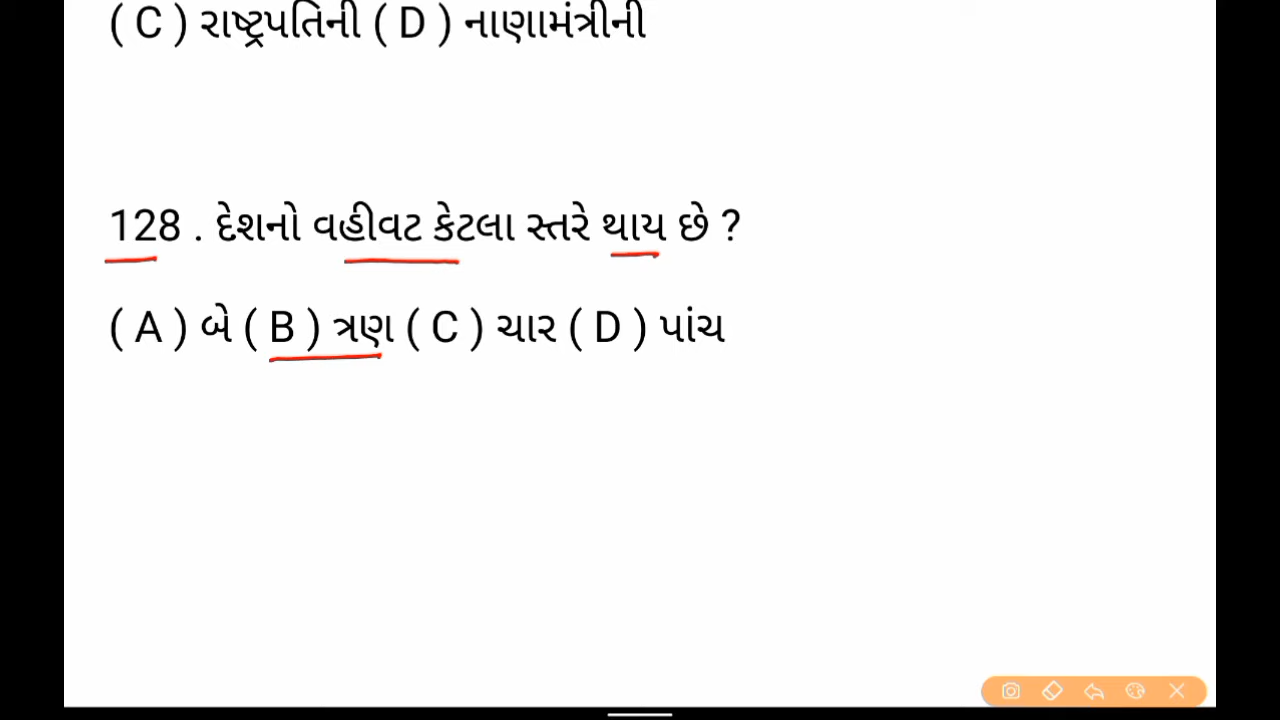 ( C ) રાષ્ટ્રપતિની ( D ) નાણામંત્રીની
128 . દેશનો વહીવટ કેટલા સ્તરે થાય છે ?
( A ) બે ( B ) ત્રણ ( C ) ચાર ( D ) પાંચ